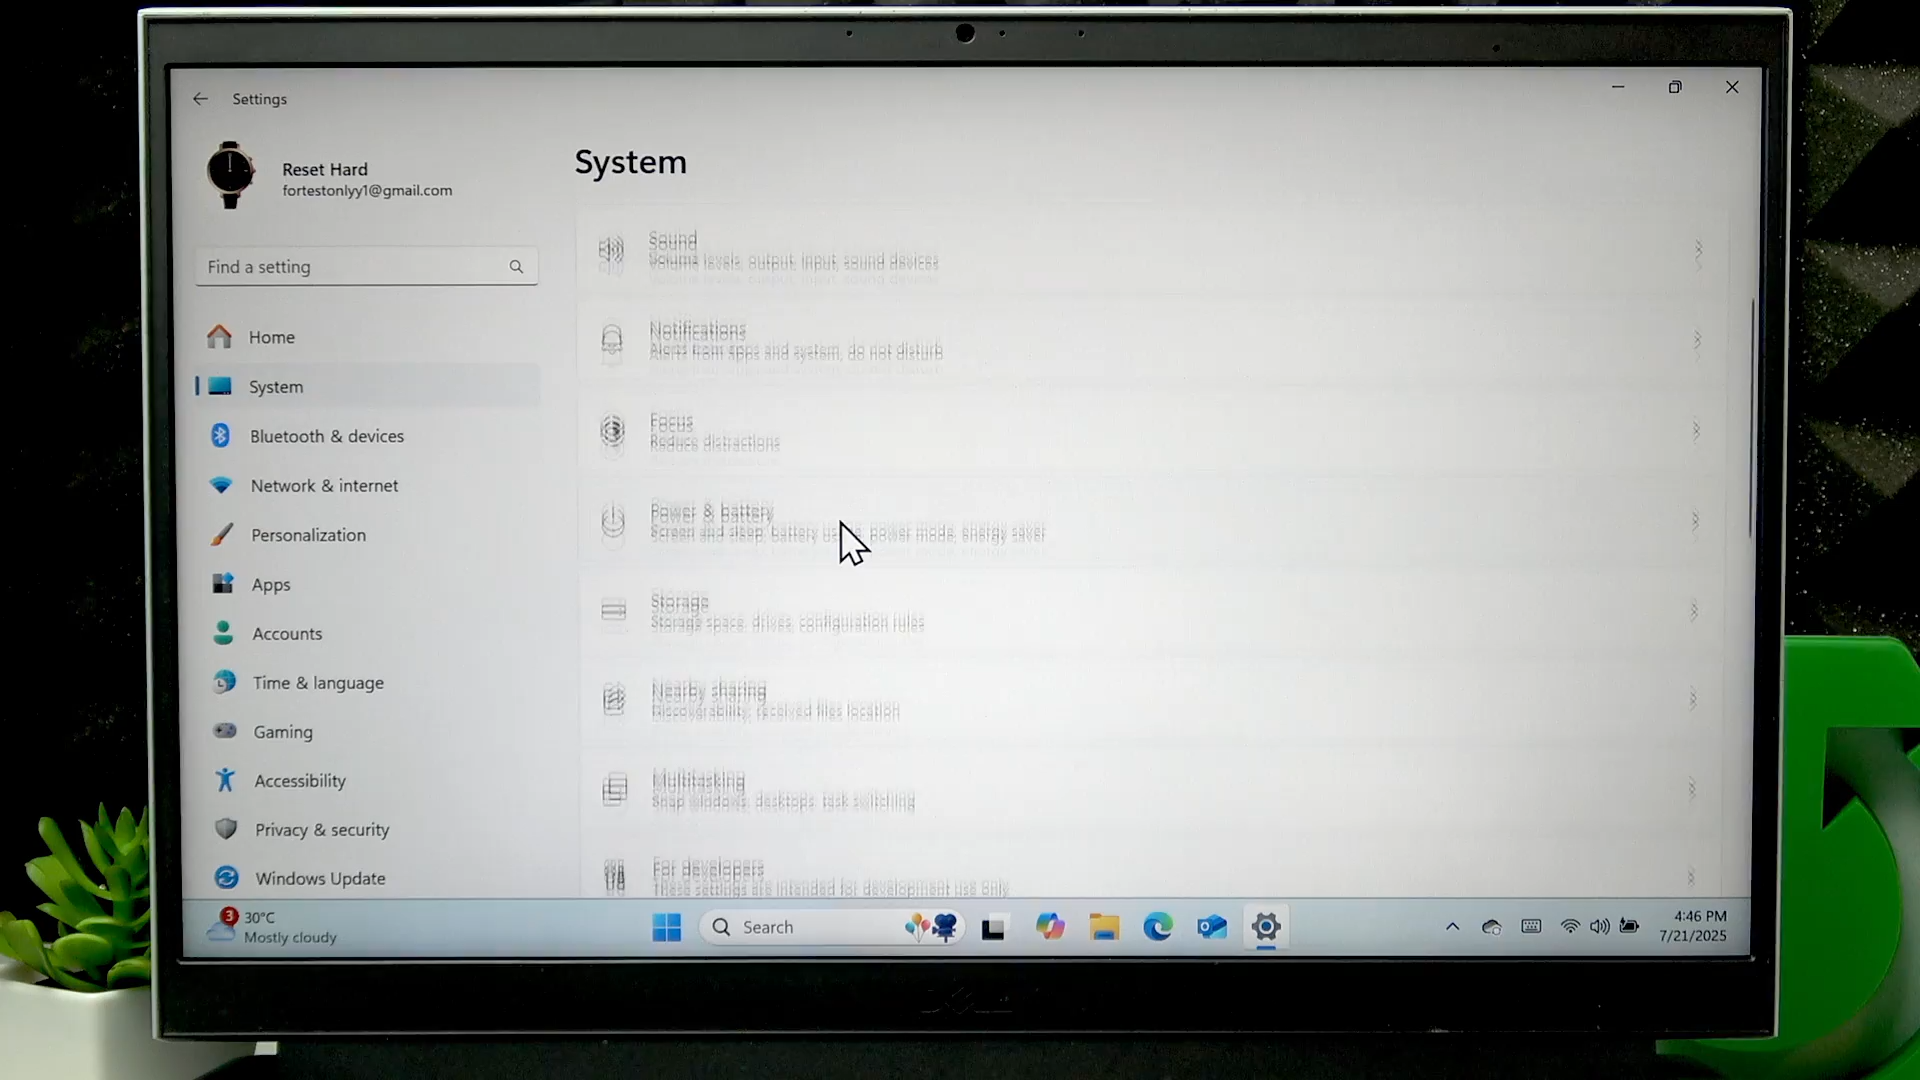 Settings
Reset Hard
fortestonlyy1@gmail.com
Find a setting
Home
System
Bluetooth & devices
Network & internet
Personalization
Apps
Accounts
Time & language
Gaming
Accessibility
Privacy & security
Windows Update
System
Sound
Volume levels, output, input, sound devices
Notifications
Alerts from apps and system, do not disturb
Focus
Reduce distractions
Power & battery
Screen and sleep, battery usage, power mode, energy saver
Storage
Storage space, drives, configuration rules
Nearby sharing
Discoverability, received files location
Multitasking
Snap windows, desktops, task switching
For developers
These settings are intended for development use only
3
30°C
Mostly cloudy
Search
4:46 PM
7/21/2025
DELL